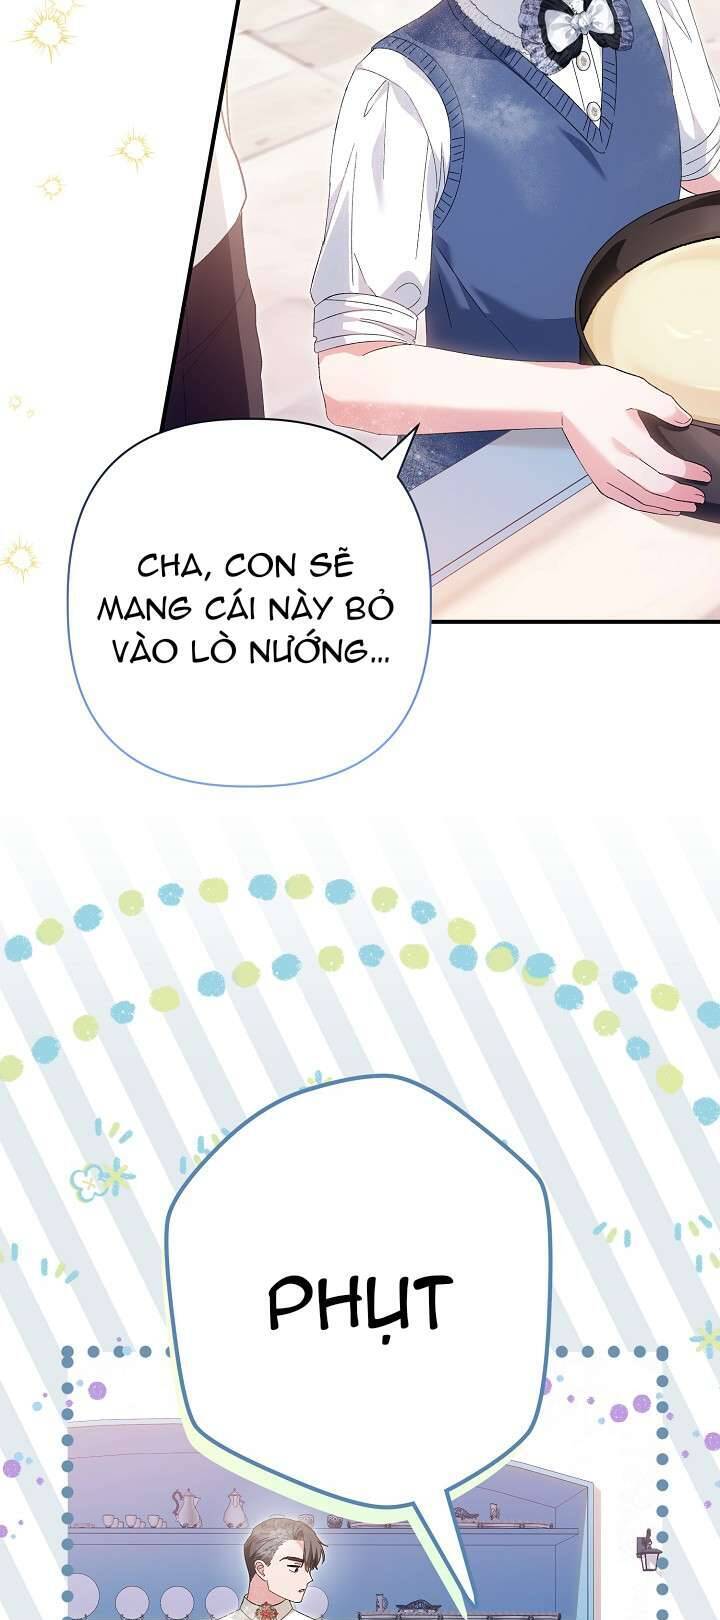 CHA, CON SẼ
MANG CÁI NÀY BỎ
VÀO LÒ NƯỚNG...
PHỤT